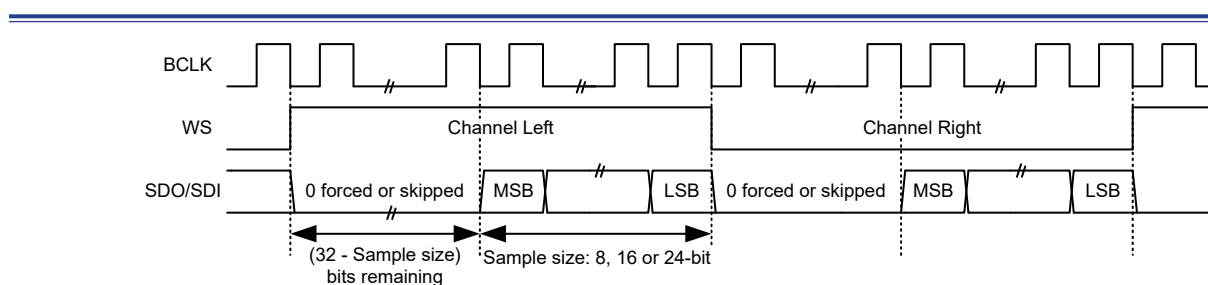 BCLK
WS
Channel Left
Channel Right
SDO/SDI
0 forced or skipped
MSB
LSB
0 forced or skipped
MSB
LSB
(32 - Sample size)
bits remaining
Sample size: 8, 16 or 24-bit